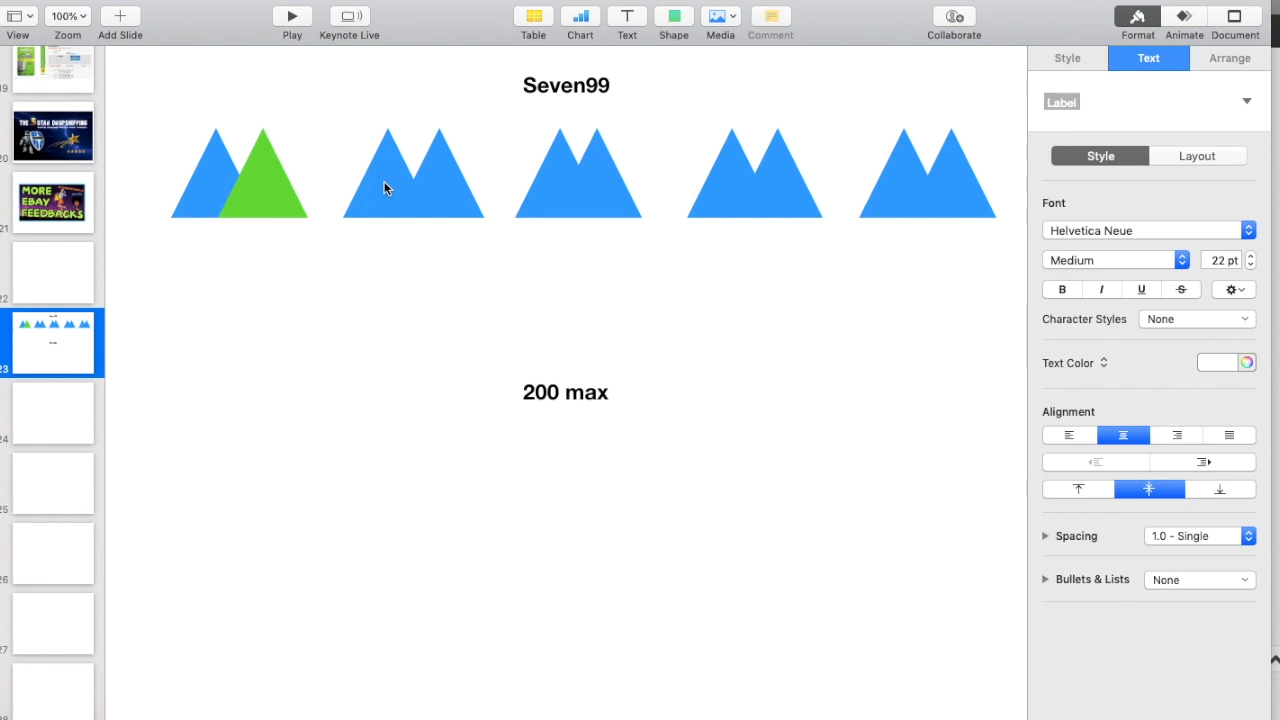 View
100%
Zoom
Add Slide
Play
Keynote Live
Table
Chart
Text
Shape
Media
Comment
Collaborate
Format
Animate
Document
19
THE 5 STAR DROPSHIPPING
20
MORE
EBAY
FEEDBACKS
21
22
23
24
25
26
27
Seven99
200 max
Style
Text
Arrange
Label
Style
Layout
Font
Helvetica Neue
Medium
22 pt
B
I
U
S
Character Styles
None
Text Color
Alignment
Spacing
1.0 - Single
Bullets & Lists
None